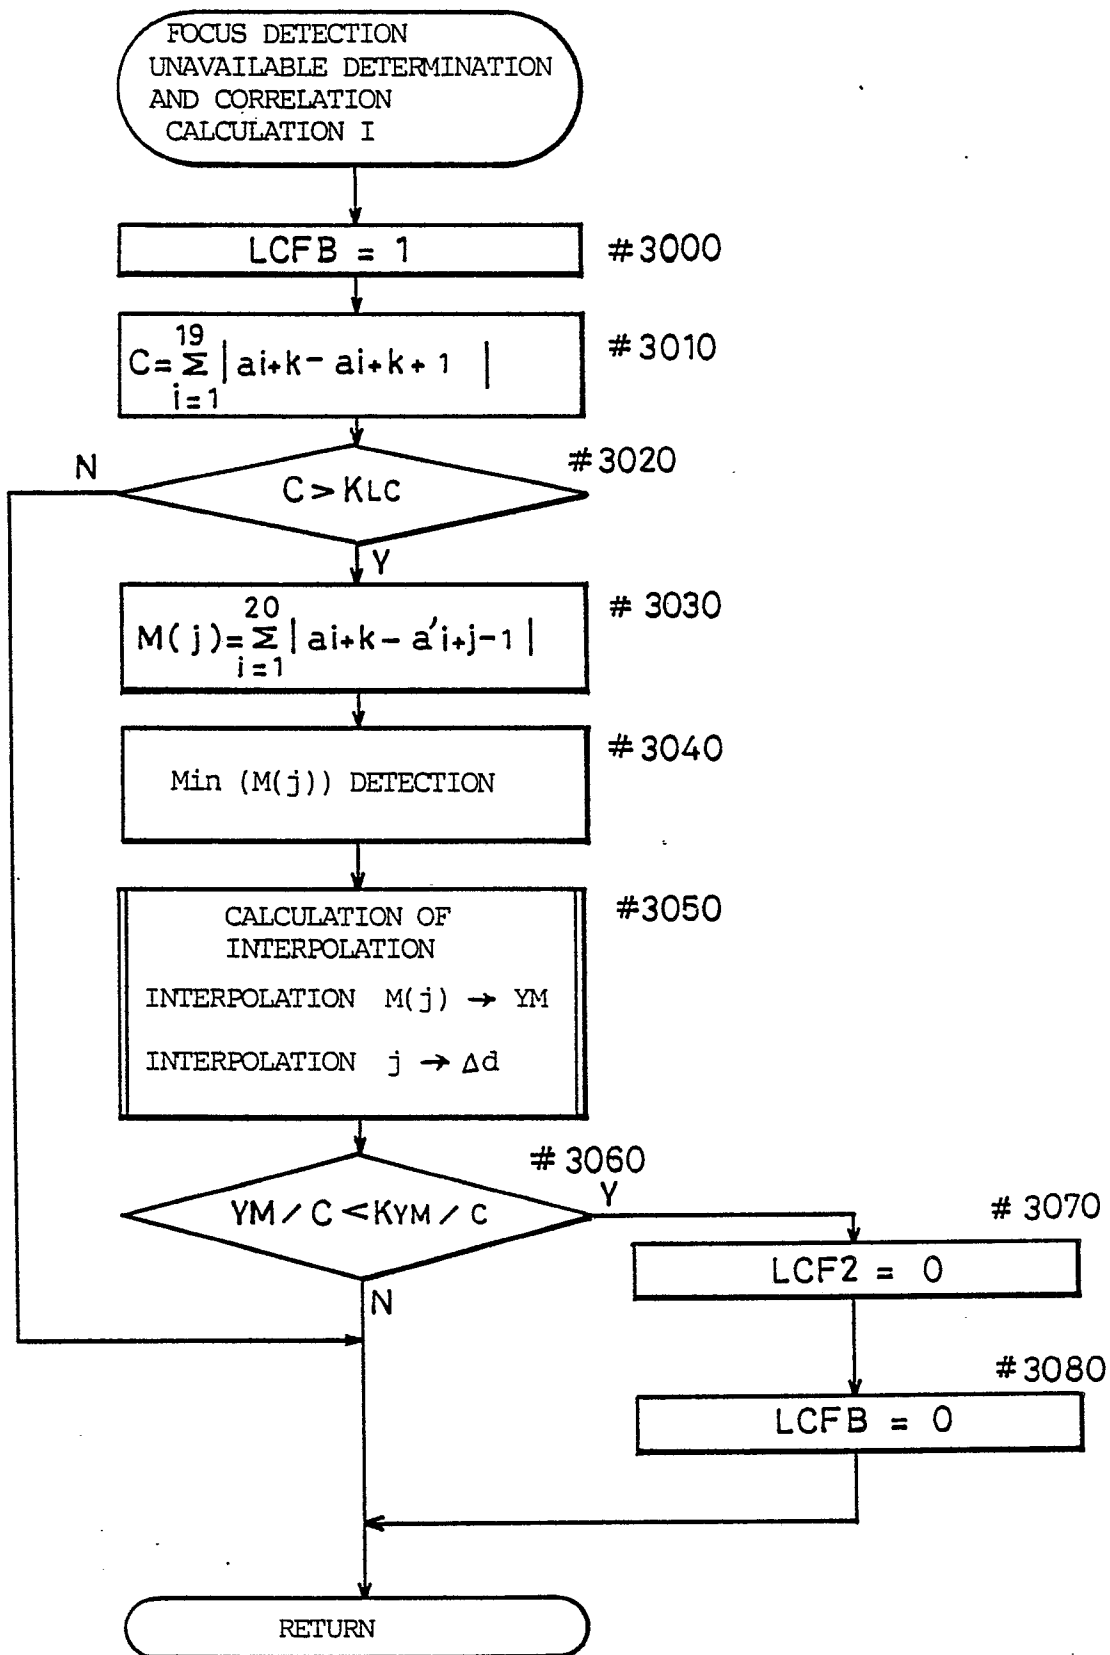 FOCUS DETECTION
UNAVAILABLE DETERMINATION
AND CORRELATION
CALCULATION I
LCFB = 1
#3000
19
C=Σ|ai+k-ai+k+1 |
i=1
#3010
N
#3020
C>KLC
Y
20
M(j)=Σ|ai+k-a'i+j-1|
i=1
#3030
Min (M(j)) DETECTION
#3040
CALCULATION OF
INTERPOLATION
INTERPOLATION M(j) → YM
INTERPOLATION j → Δd
#3050
#3060
YM/C<KYM/C
Y
N
#3070
LCF2 = 0
#3080
LCFB = 0
RETURN